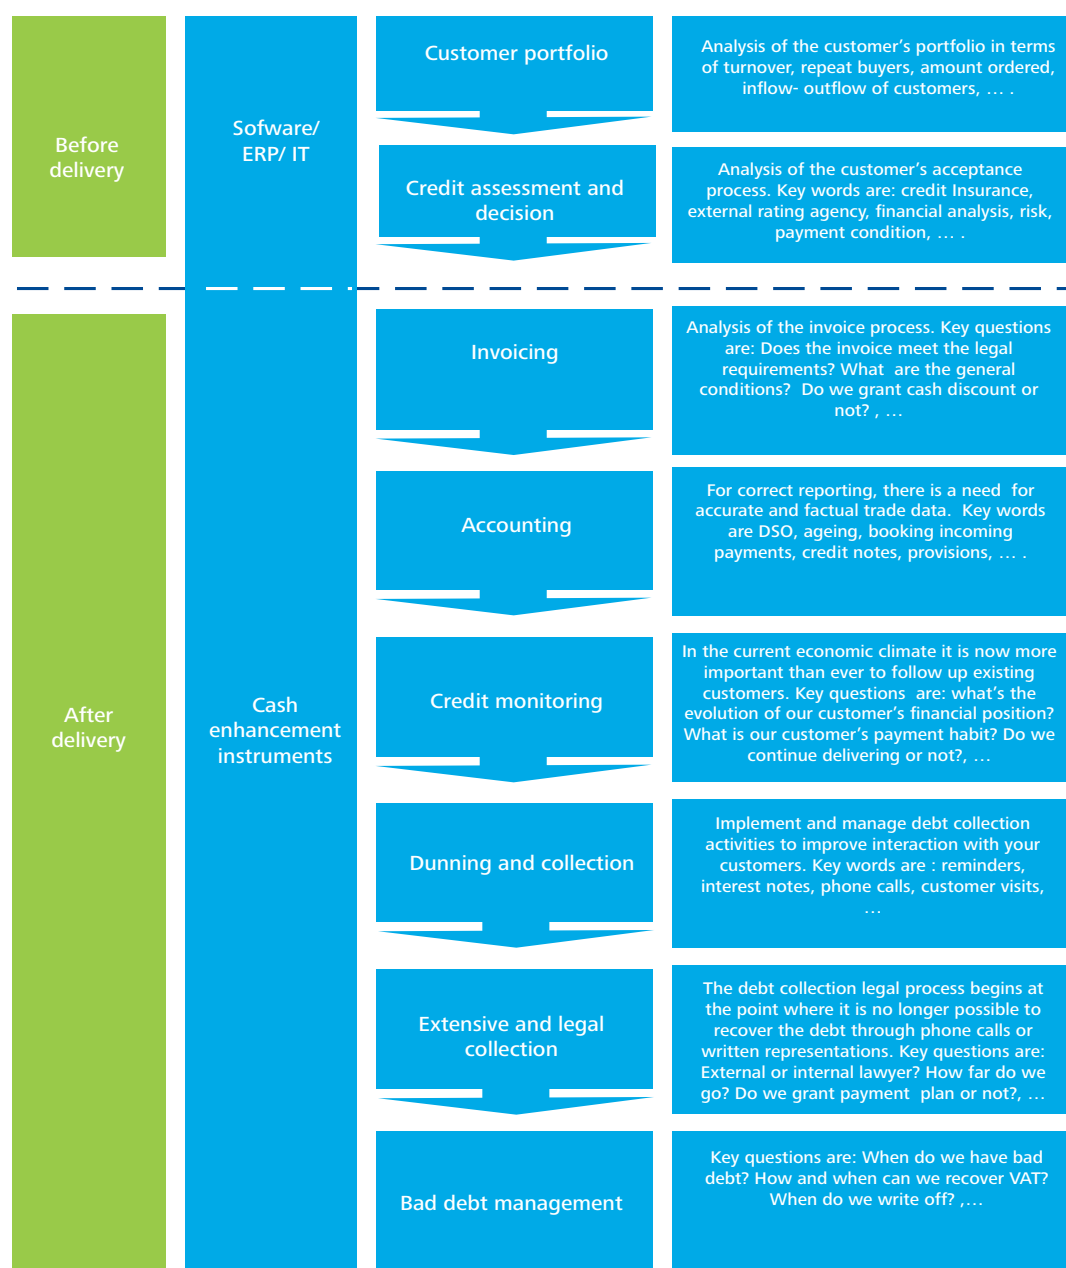 Before
delivery
Sofware/
ERP/ IT
Customer portfolio
Analysis of the customer’s portfolio in terms
of turnover, repeat buyers, amount ordered,
inflow- outflow of customers, … .
Credit assessment and
decision
Analysis of the customer’s acceptance
process. Key words are: credit Insurance,
external rating agency, financial analysis, risk,
payment condition, … .
After
delivery
Cash
enhancement
instruments
Invoicing
Analysis of the invoice process. Key questions
are: Does the invoice meet the legal
requirements? What  are the general
conditions?  Do we grant cash discount or
not? , …
Accounting
For correct reporting, there is a need  for
accurate and factual trade data.  Key words
are DSO, ageing, booking incoming
payments, credit notes, provisions, … .
Credit monitoring
In the current economic climate it is now more
important than ever to follow up existing
customers. Key questions  are: what’s the
evolution of our customer’s financial position?
What is our customer’s payment habit? Do we
continue delivering or not?, …
Dunning and collection
Implement and manage debt collection
activities to improve interaction with your
customers. Key words are : reminders,
interest notes, phone calls, customer visits,
…
Extensive and legal
collection
The debt collection legal process begins at
the point where it is no longer possible to
recover the debt through phone calls or
written representations. Key questions are:
External or internal lawyer? How far do we
go? Do we grant payment  plan or not?, …
Bad debt management
Key questions are: When do we have bad
debt? How and when can we recover VAT?
When do we write off? ,…